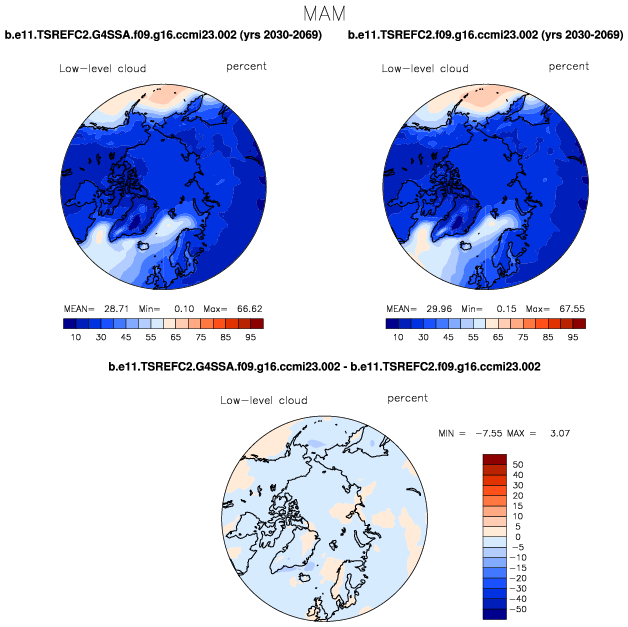 MAM
b.e11.TSREFC2.G4SSA.f09.g16.ccmi23.002 (yrs 2030-2069)
b.e11.TSREFC2.f09.g16.ccmi23.002 (yrs 2030-2069)
Low-level cloud percent
Low-level cloud percent
MEAN= 28.71 Min= 0.10 Max= 66.62
MEAN= 29.96 Min= 0.15 Max= 67.55
10 30 45 55 65 75 85 95
10 30 45 55 65 75 85 95
b.e11.TSREFC2.G4SSA.f09.g16.ccmi23.002 - b.e11.TSREFC2.f09.g16.ccmi23.002
Low-level cloud percent
MIN = -7.55 MAX = 3.07
50
40
30
20
15
10
5
0
-5
-10
-15
-20
-30
-40
-50